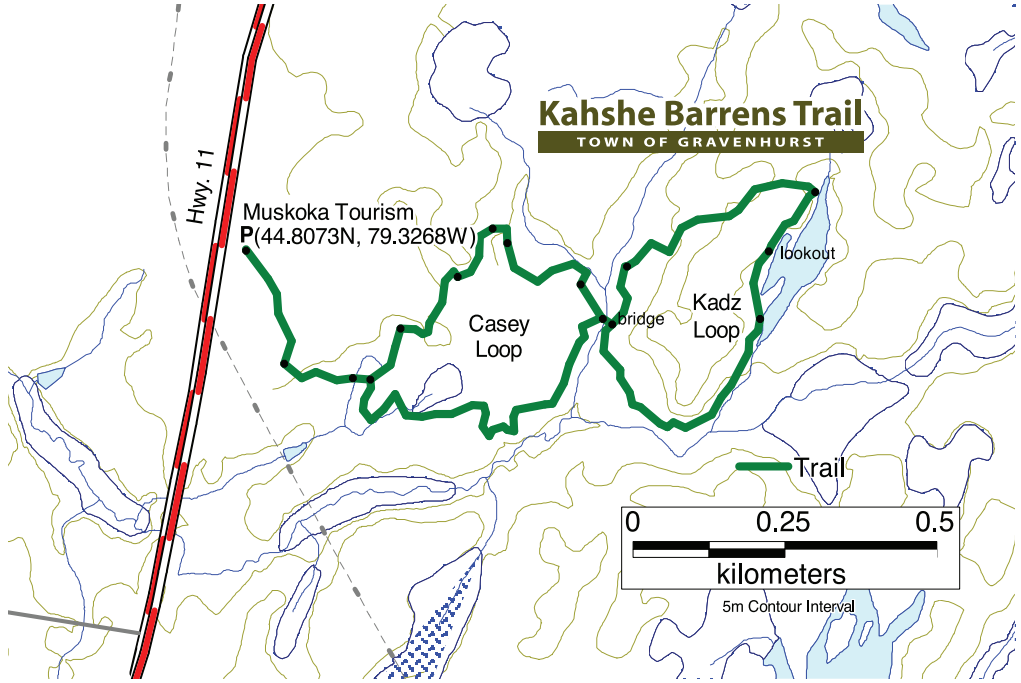 Kahshe Barrens Trail
TOWN OF GRAVENHURST
Hwy. 11
Muskoka Tourism
P(44.8073N, 79.3268W)
lookout
Casey
Loop
bridge
Kadz
Loop
Trail
0 0.25 0.5
kilometers
5m Contour Interval